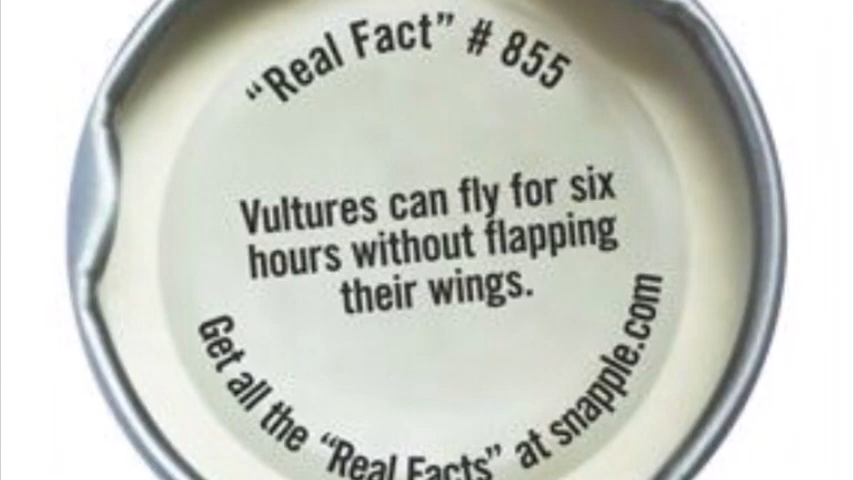 "Real Fact" # 855
Vultures can fly for six
hours without flapping
their wings.
Get all the "Real Facts" at snapple.com